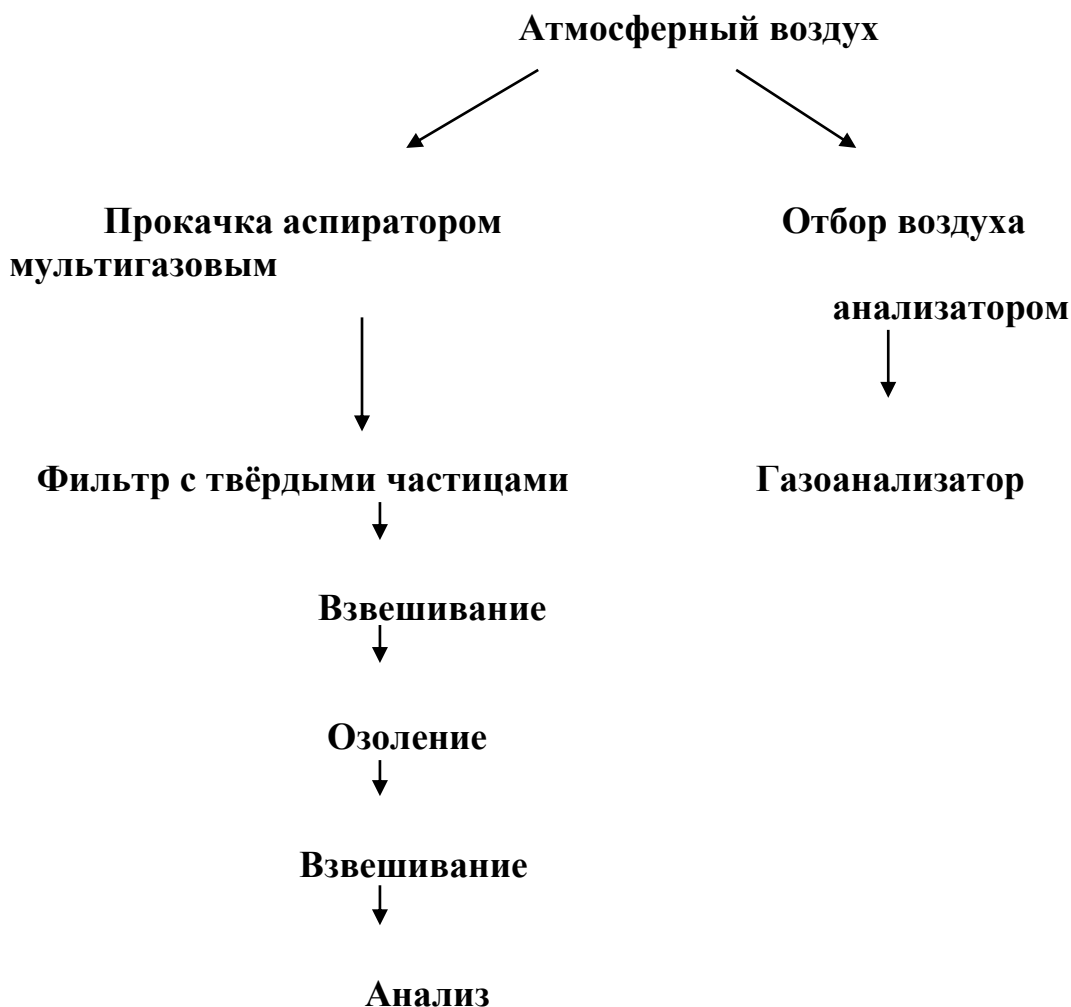 Атмосферный воздух
Прокачка аспиратором
мультигазовым
Отбор воздуха
анализатором
Фильтр с твёрдыми частицами
Газоанализатор
Взвешивание
Озоление
Взвешивание
Анализ